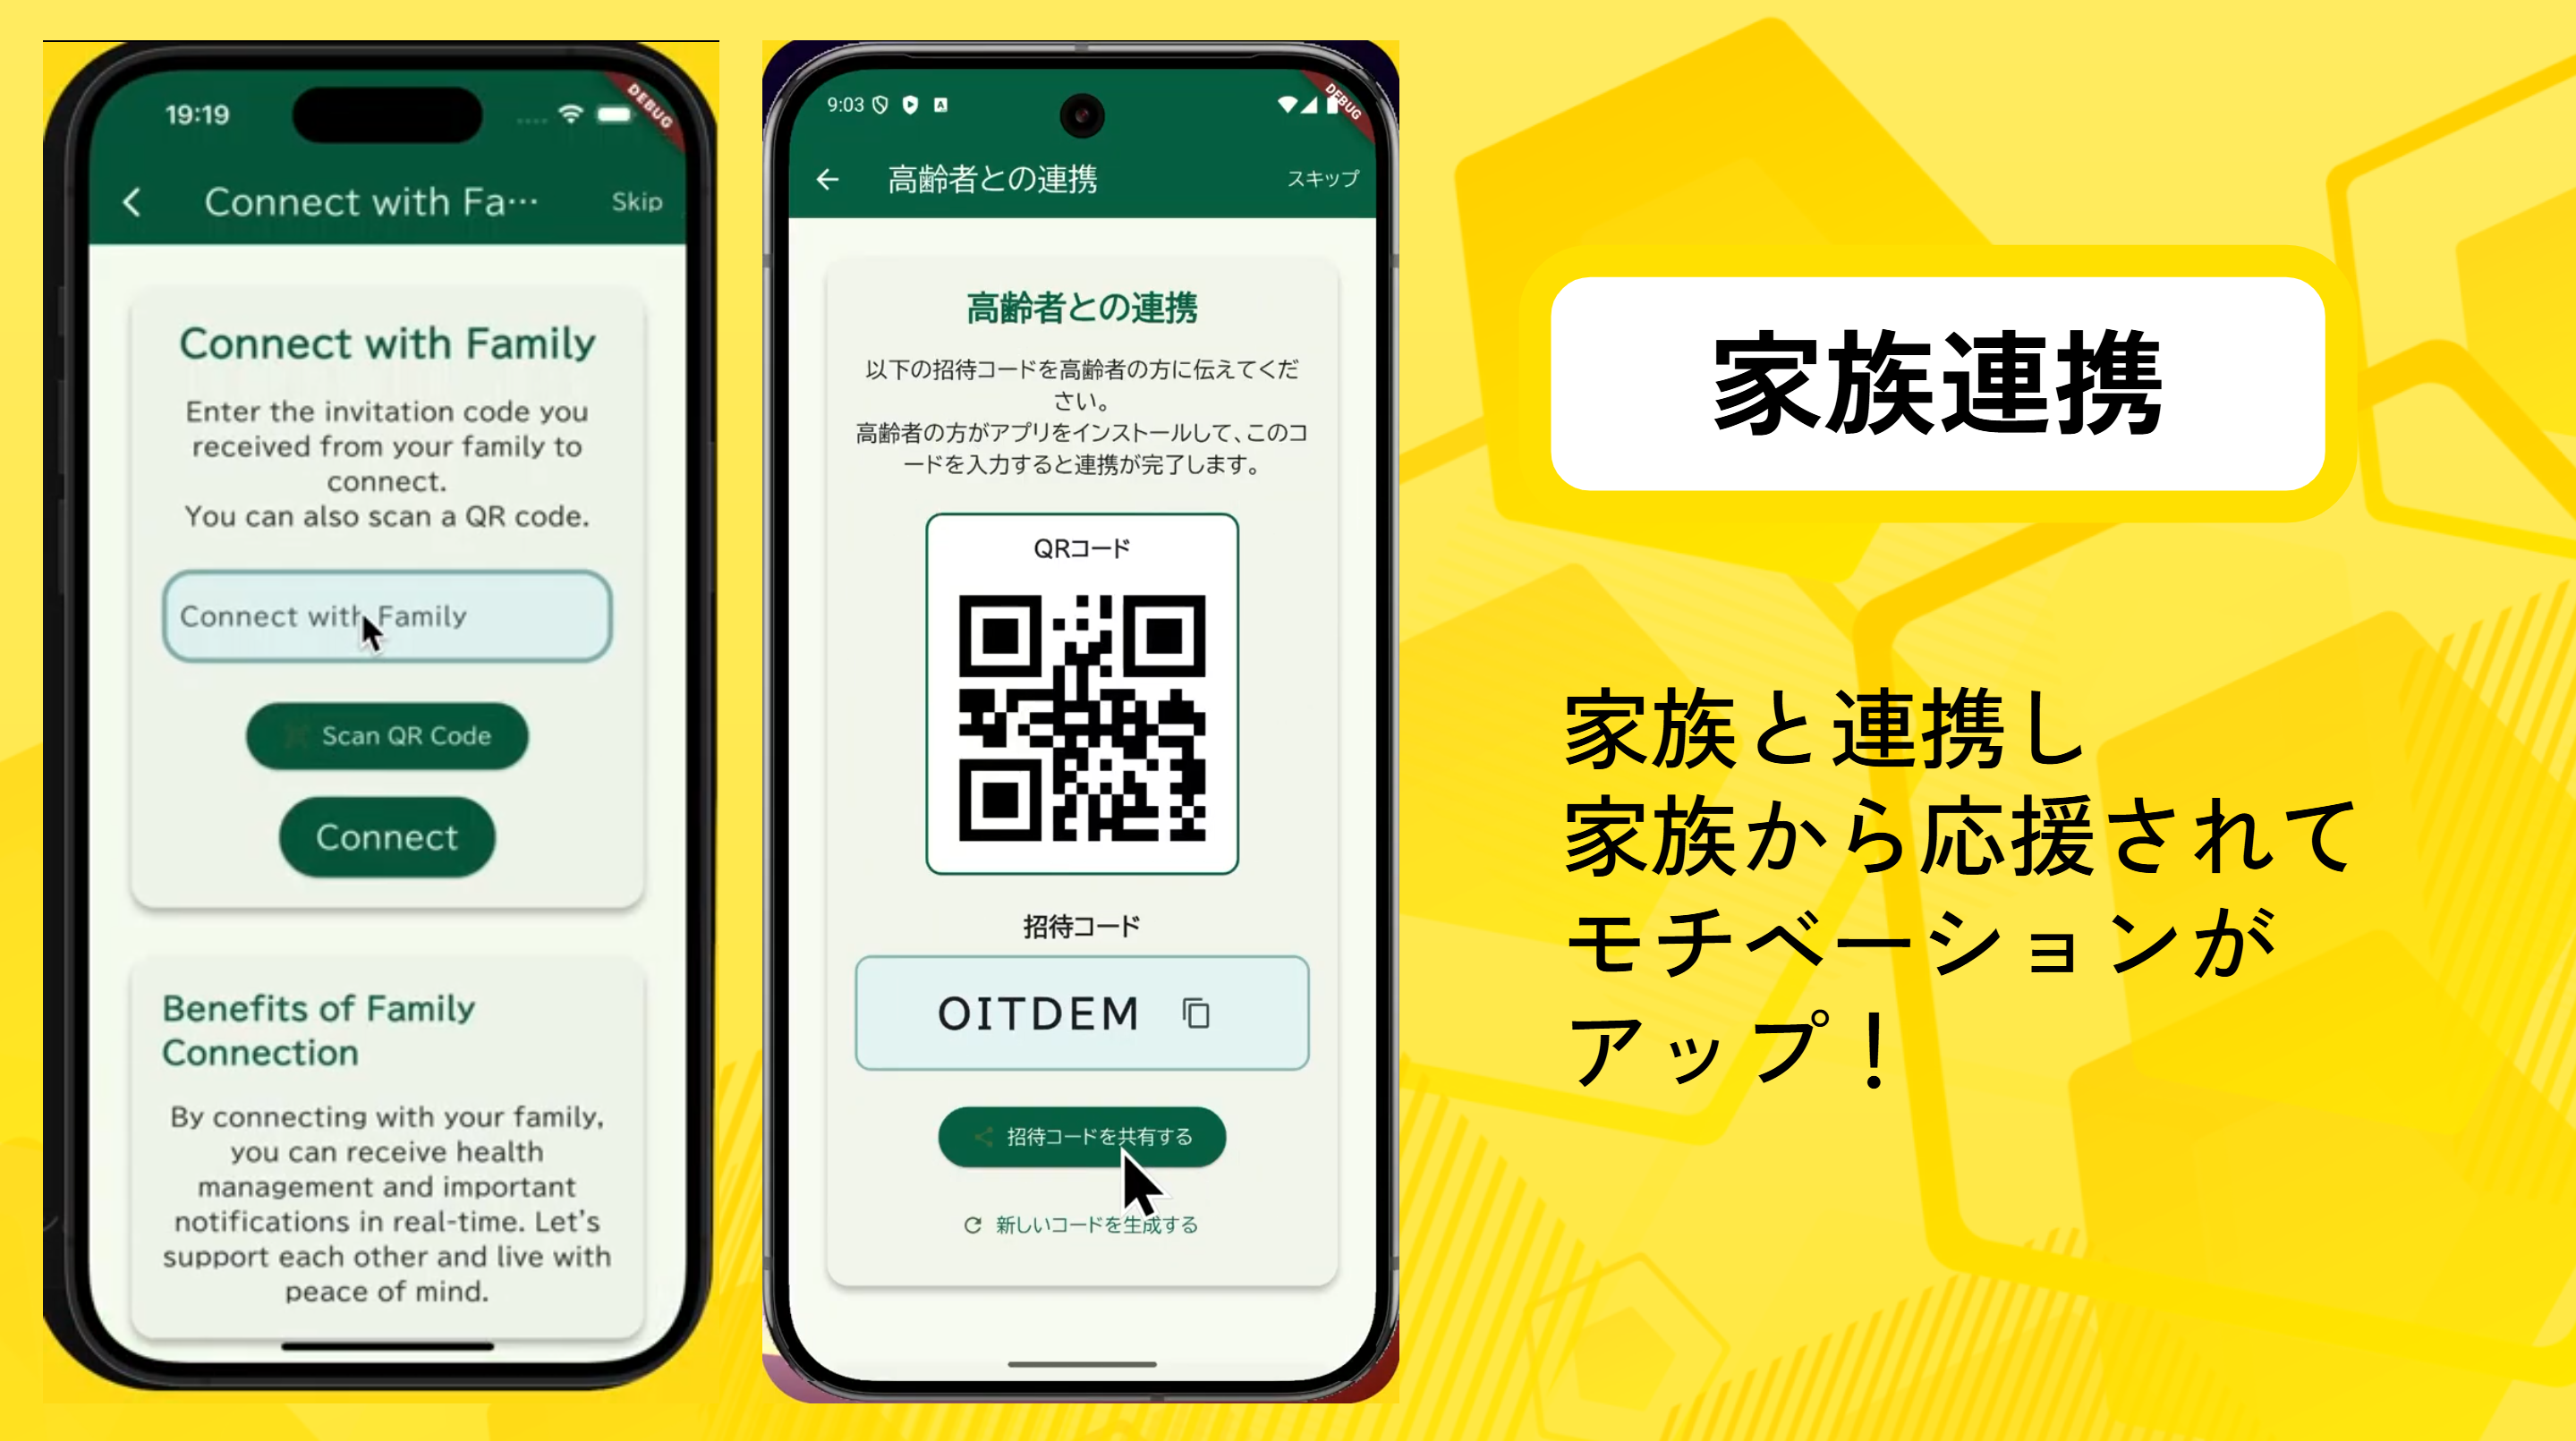 19:19
DEBUG
Connect with Fa…
Skip
Connect with Family
Enter the invitation code you
received from your family to
connect.
You can also scan a QR code.
Connect with Family
Scan QR Code
Connect
Benefits of Family
Connection
By connecting with your family,
you can receive health
management and important
notifications in real-time. Let's
support each other and live with
peace of mind.
9:03
A
DEBUG
高齢者との連携
スキップ
高齢者との連携
以下の招待コードを高齢者の方に伝えてくだ
さい。
高齢者の方がアプリをインストールして、このコ
ードを入力すると連携が完了します。
QRコード
招待コード
OITDEM
招待コードを共有する
新しいコードを生成する
家族連携
家族と連携し
家族から応援されて
モチベーションが
アップ！